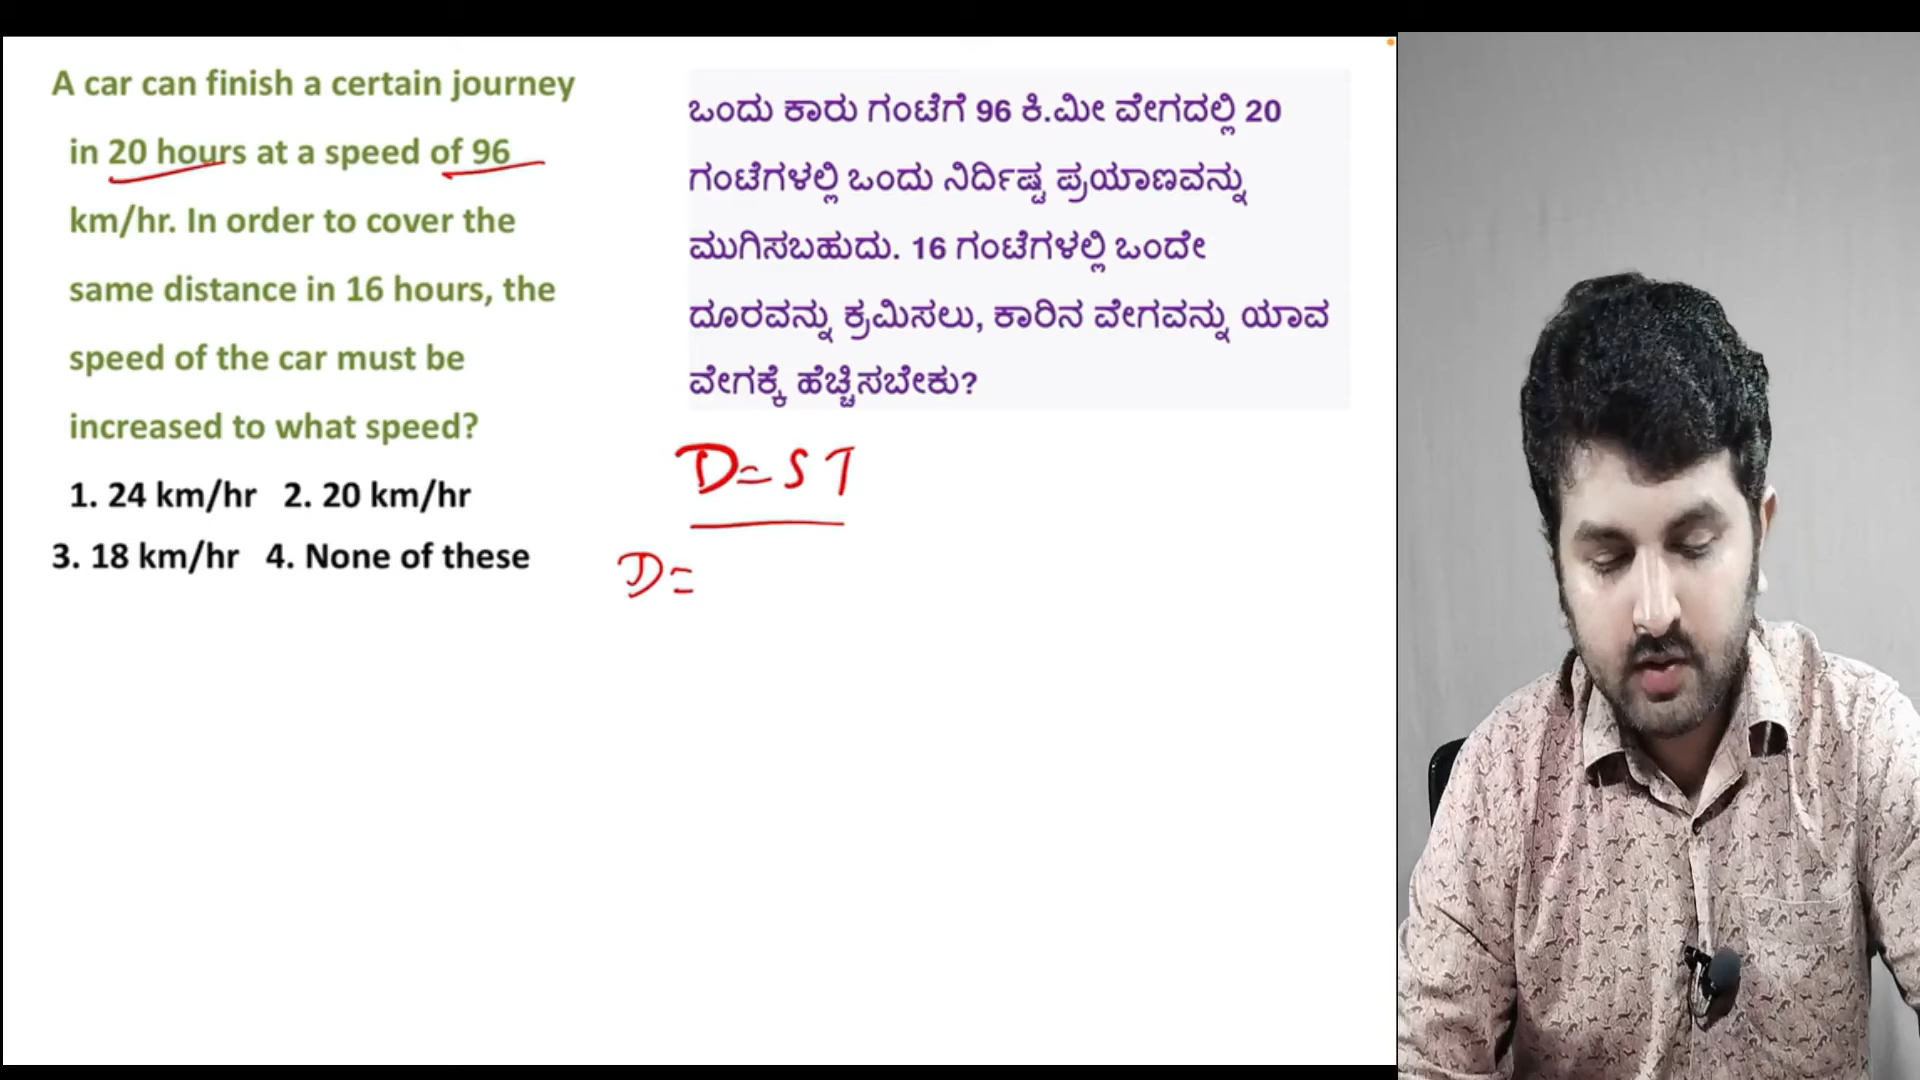 A car can finish a certain journey
in 20 hours at a speed of 96
km/hr. In order to cover the
same distance in 16 hours, the
speed of the car must be
increased to what speed?
1. 24 km/hr 2. 20 km/hr
3. 18 km/hr 4. None of these
ಒಂದು ಕಾರು ಗಂಟೆಗೆ 96 ಕಿ.ಮೀ ವೇಗದಲ್ಲಿ 20
ಗಂಟೆಗಳಲ್ಲಿ ಒಂದು ನಿರ್ದಿಷ್ಟ ಪ್ರಯಾಣವನ್ನು
ಮುಗಿಸಬಹುದು. 16 ಗಂಟೆಗಳಲ್ಲಿ ಒಂದೇ
ದೂರವನ್ನು ಕ್ರಮಿಸಲು, ಕಾರಿನ ವೇಗವನ್ನು ಯಾವ
ವೇಗಕ್ಕೆ ಹೆಚ್ಚಿಸಬೇಕು?
D=ST
D=